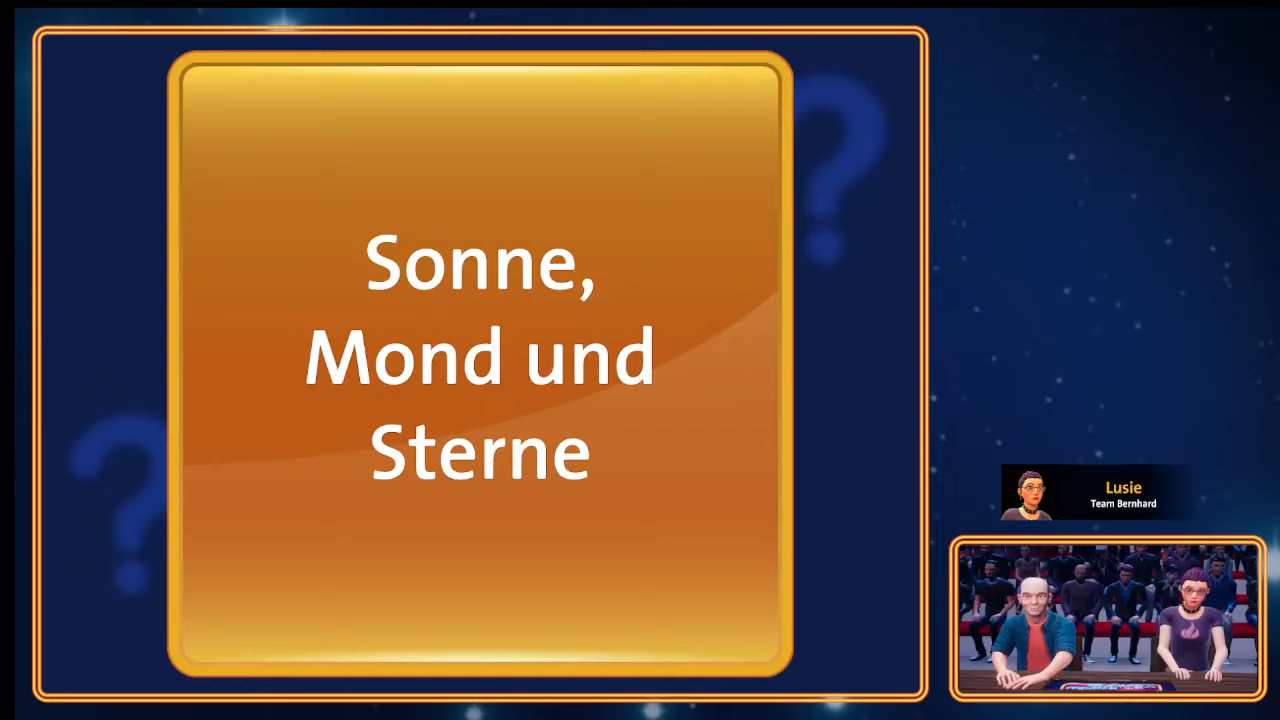 Sonne,
Mond und
Sterne
Lusie
Team Bernhard